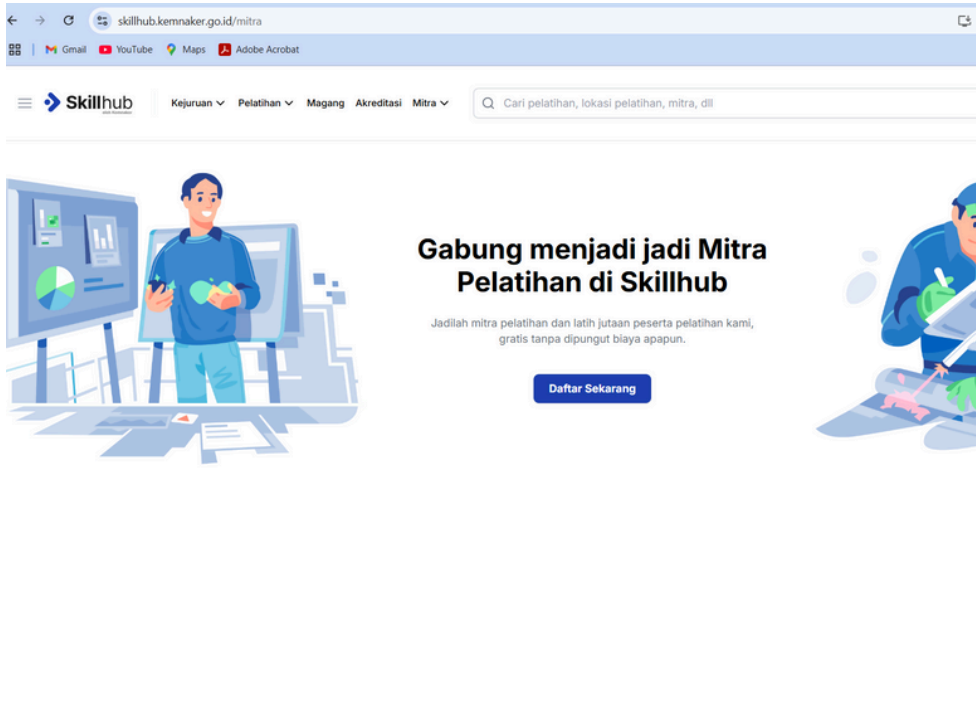 skillhub.kemnaker.go.id/mitra
Gmail YouTube Maps Adobe Acrobat
Skillhub Kejuruan Pelatihan Magang Akreditasi Mitra Cari pelatihan, lokasi pelatihan, mitra, dll
Gabung menjadi jadi Mitra
Pelatihan di Skillhub
Jadilah mitra pelatihan dan latih jutaan peserta pelatihan kami,
gratis tanpa dipungut biaya apapun.
Daftar Sekarang